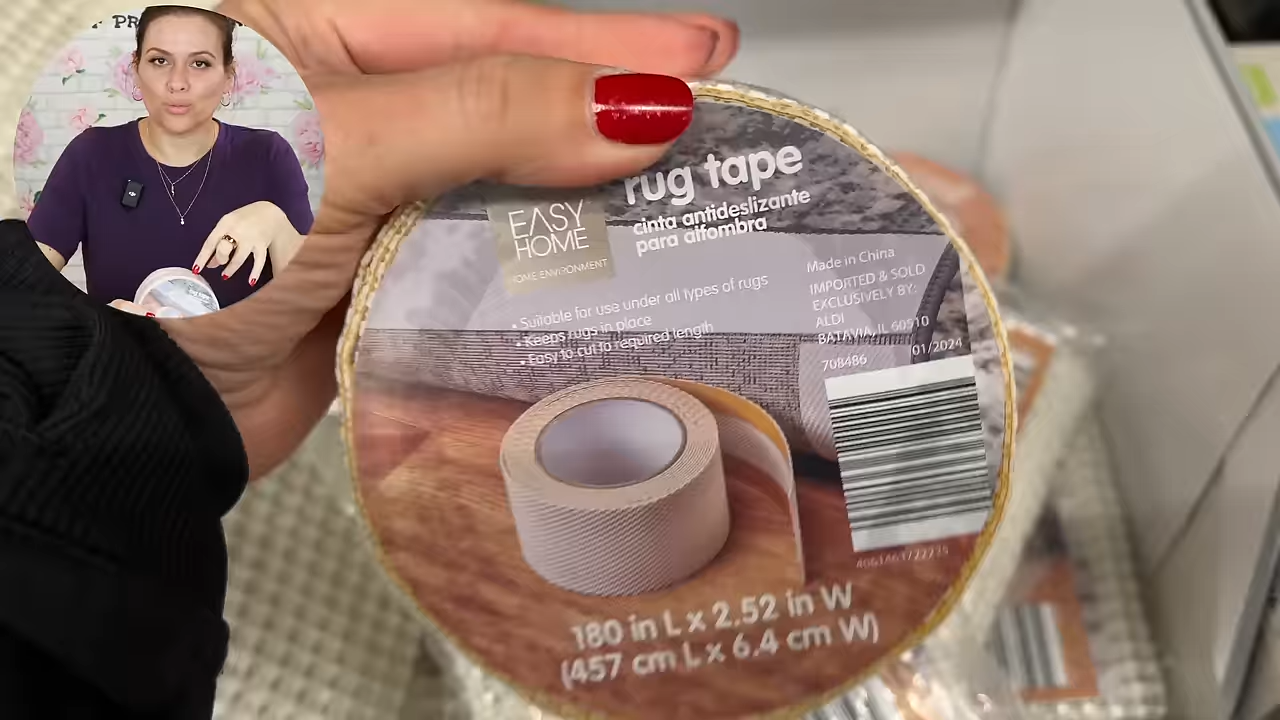 rug tape
cinta antideslizante
para alfombra
EASY
HOME
HOME ENVIRONMENT
• Suitable for use under all types of rugs
• Keeps rugs in place
• Easy to cut to required length
Made in China
IMPORTED & SOLD
EXCLUSIVELY BY:
ALDI
BATAVIA, IL 60510
708486 01/2024
180 in L x 2.52 in W
(457 cm L x 6.4 cm W)
rug tape